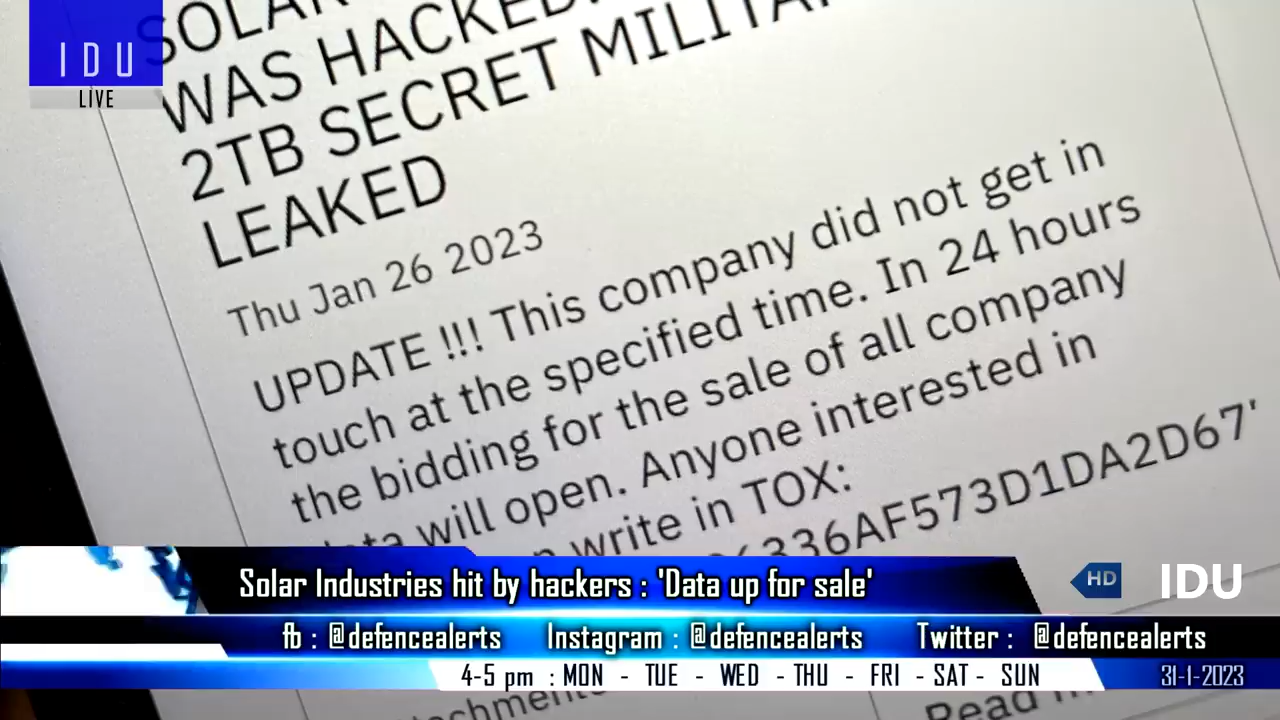 IDU
LIVE
SOLAR
WAS HACKED.
2TB SECRET MILITA
LEAKED
Thu Jan 26 2023
UPDATE !!! This company did not get in
touch at the specified time. In 24 hours
the bidding for the sale of all company
data will open. Anyone interested in
write in TOX:
336AF573D1DA2D67
Solar Industries hit by hackers : 'Data up for sale'
HD
IDU
fb : @defencealerts Instagram : @defencealerts Twitter : @defencealerts
4-5 pm : MON - TUE - WED - THU - FRI - SAT - SUN
31-1-2023
Read